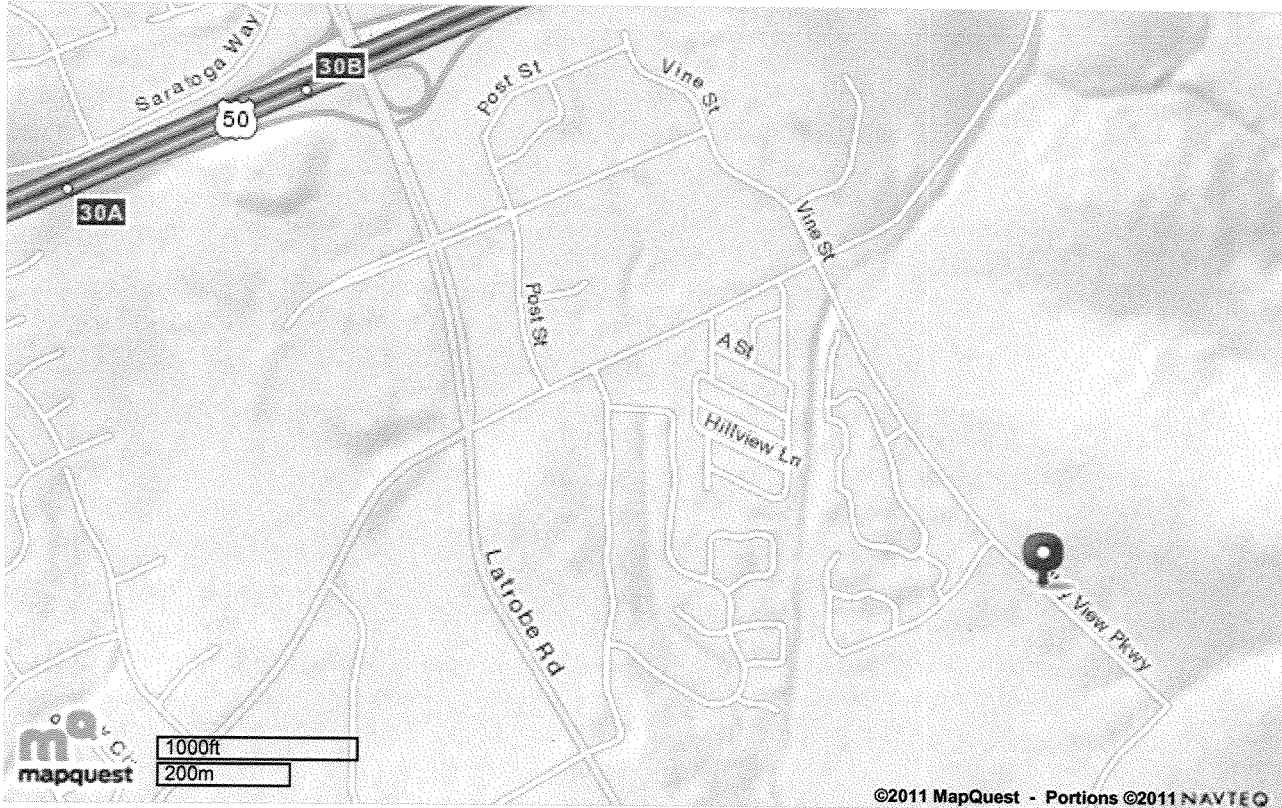 Saratoga Way
30B
50
30A
Post St
Vine St
Vine St
Post St
A St
Hillview Ln
Latrobe Rd
View Pkwy
mapquest
1000ft
200m
©2011 MapQuest - Portions ©2011 NAVTEQ